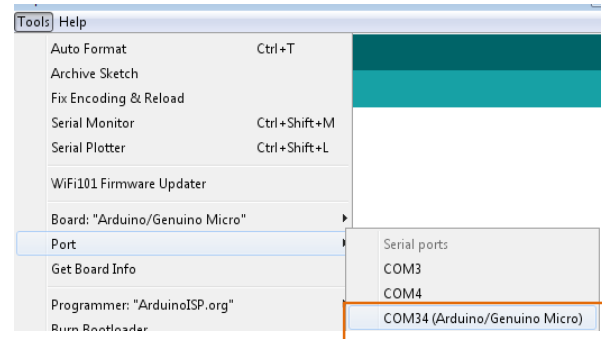 Tools Help
Auto Format Ctrl+T
Archive Sketch
Fix Encoding & Reload
Serial Monitor Ctrl+Shift+M
Serial Plotter Ctrl+Shift+L
WiFi101 Firmware Updater
Board: "Arduino/Genuino Micro"
Port
Get Board Info
Programmer: "ArduinoISP.org"
Burn Bootloader
Serial ports
COM3
COM4
COM34 (Arduino/Genuino Micro)